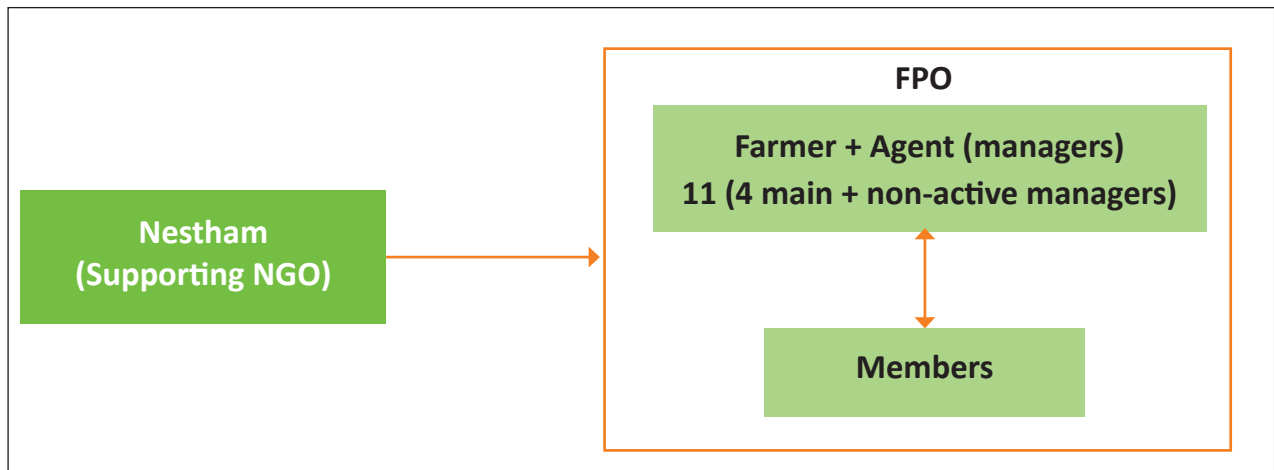 Nestham
(Supporting NGO)
FPO
Farmer + Agent (managers)
11 (4 main + non-active managers)
Members